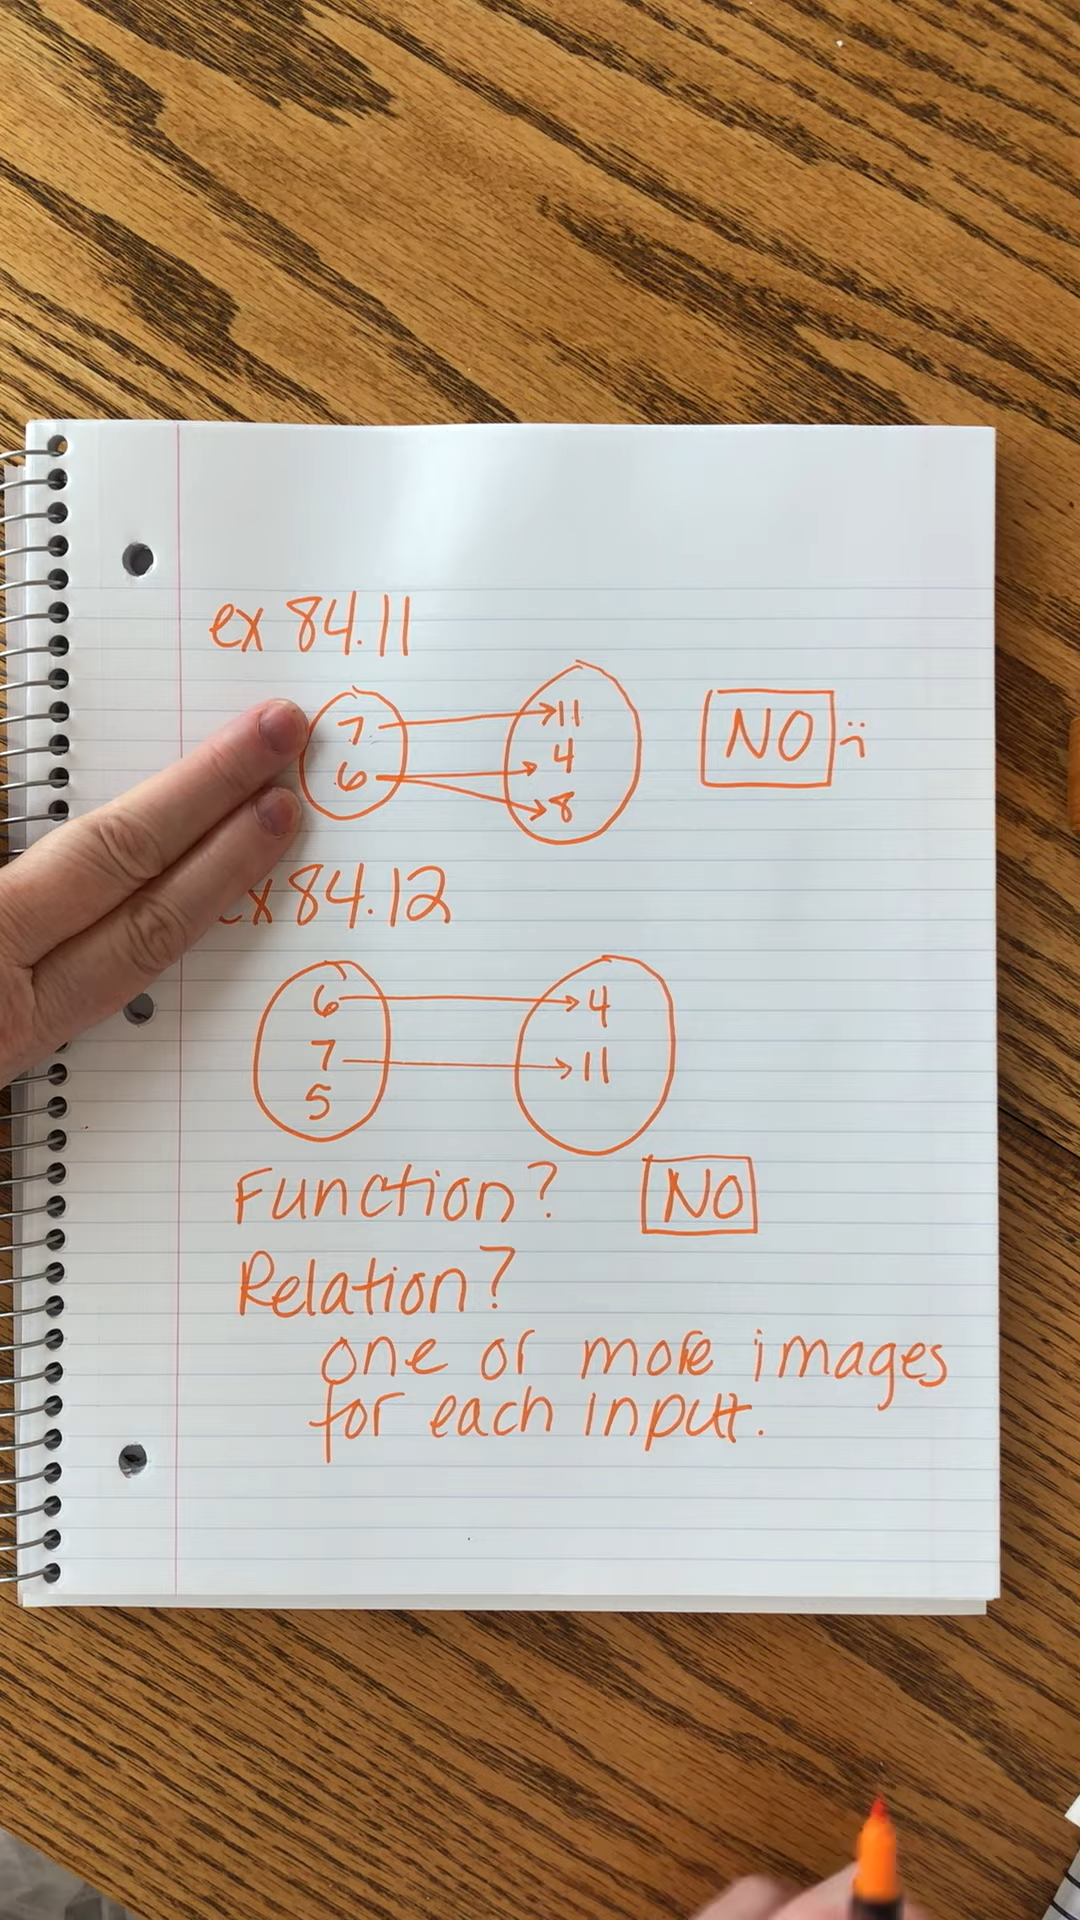 ex 84.11
7 11
6 4
8
NO :
ex 84.12
6 4
7 11
5
Function? NO
Relation?
one or more images
for each input.